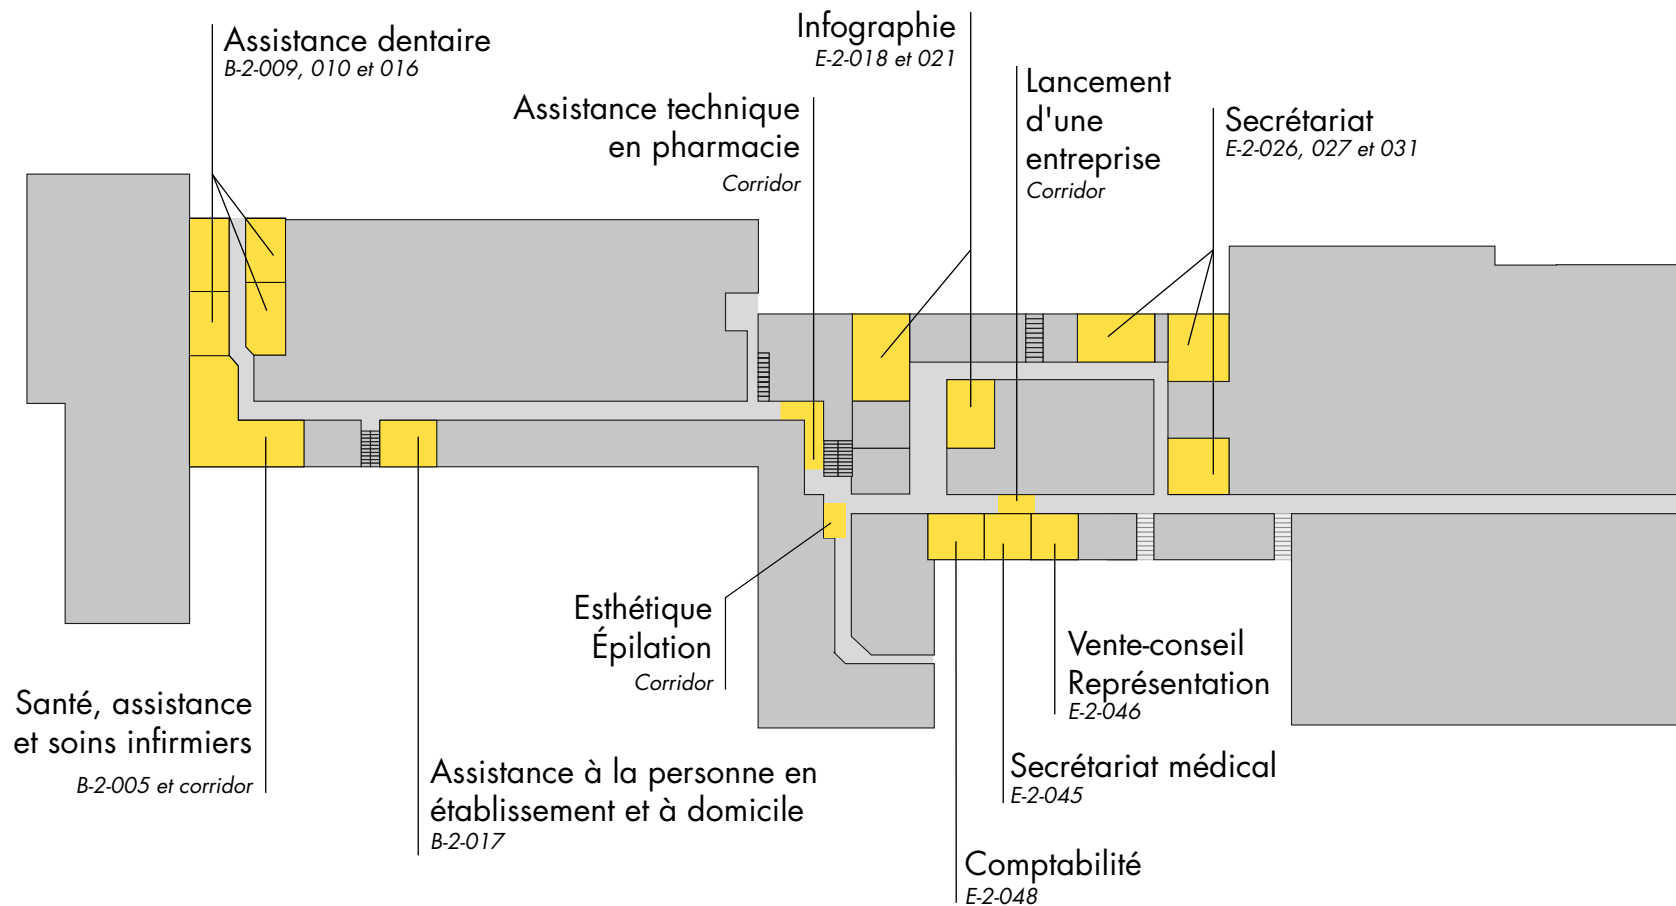 Assistance dentaire
B-2-009, 010 et 016
Infographie
E-2-018 et 021
Assistance technique
en pharmacie
Corridor
Lancement
d'une
entreprise
Corridor
Secrétariat
E-2-026, 027 et 031
Santé, assistance
et soins infirmiers
B-2-005 et corridor
Assistance à la personne en
établissement et à domicile
B-2-017
Esthétique
Épilation
Corridor
Vente-conseil
Représentation
E-2-046
Secrétariat médical
E-2-045
Comptabilité
E-2-048